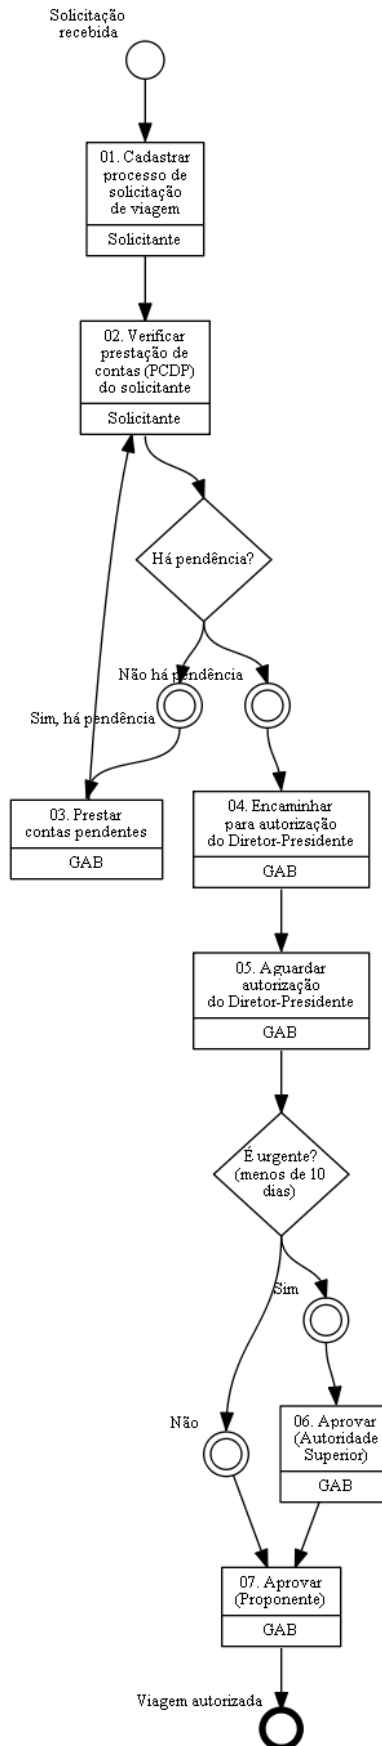 Solicitação
recebida
01. Cadastrar
processo de
solicitação
de viagem
Solicitante
02. Verificar
prestação de
contas (PCDP)
do solicitante
Solicitante
Há pendência?
Não há pendência
Sim, há pendência
03. Prestar
contas pendentes
GAB
04. Encaminhar
para autorização
do Diretor-Presidente
GAB
05. Aguardar
autorização
do Diretor-Presidente
GAB
É urgente?
(menos de 10
dias)
Sim
Não
06. Aprovar
(Autoridade
Superior)
GAB
07. Aprovar
(Proponente)
GAB
Viagem autorizada